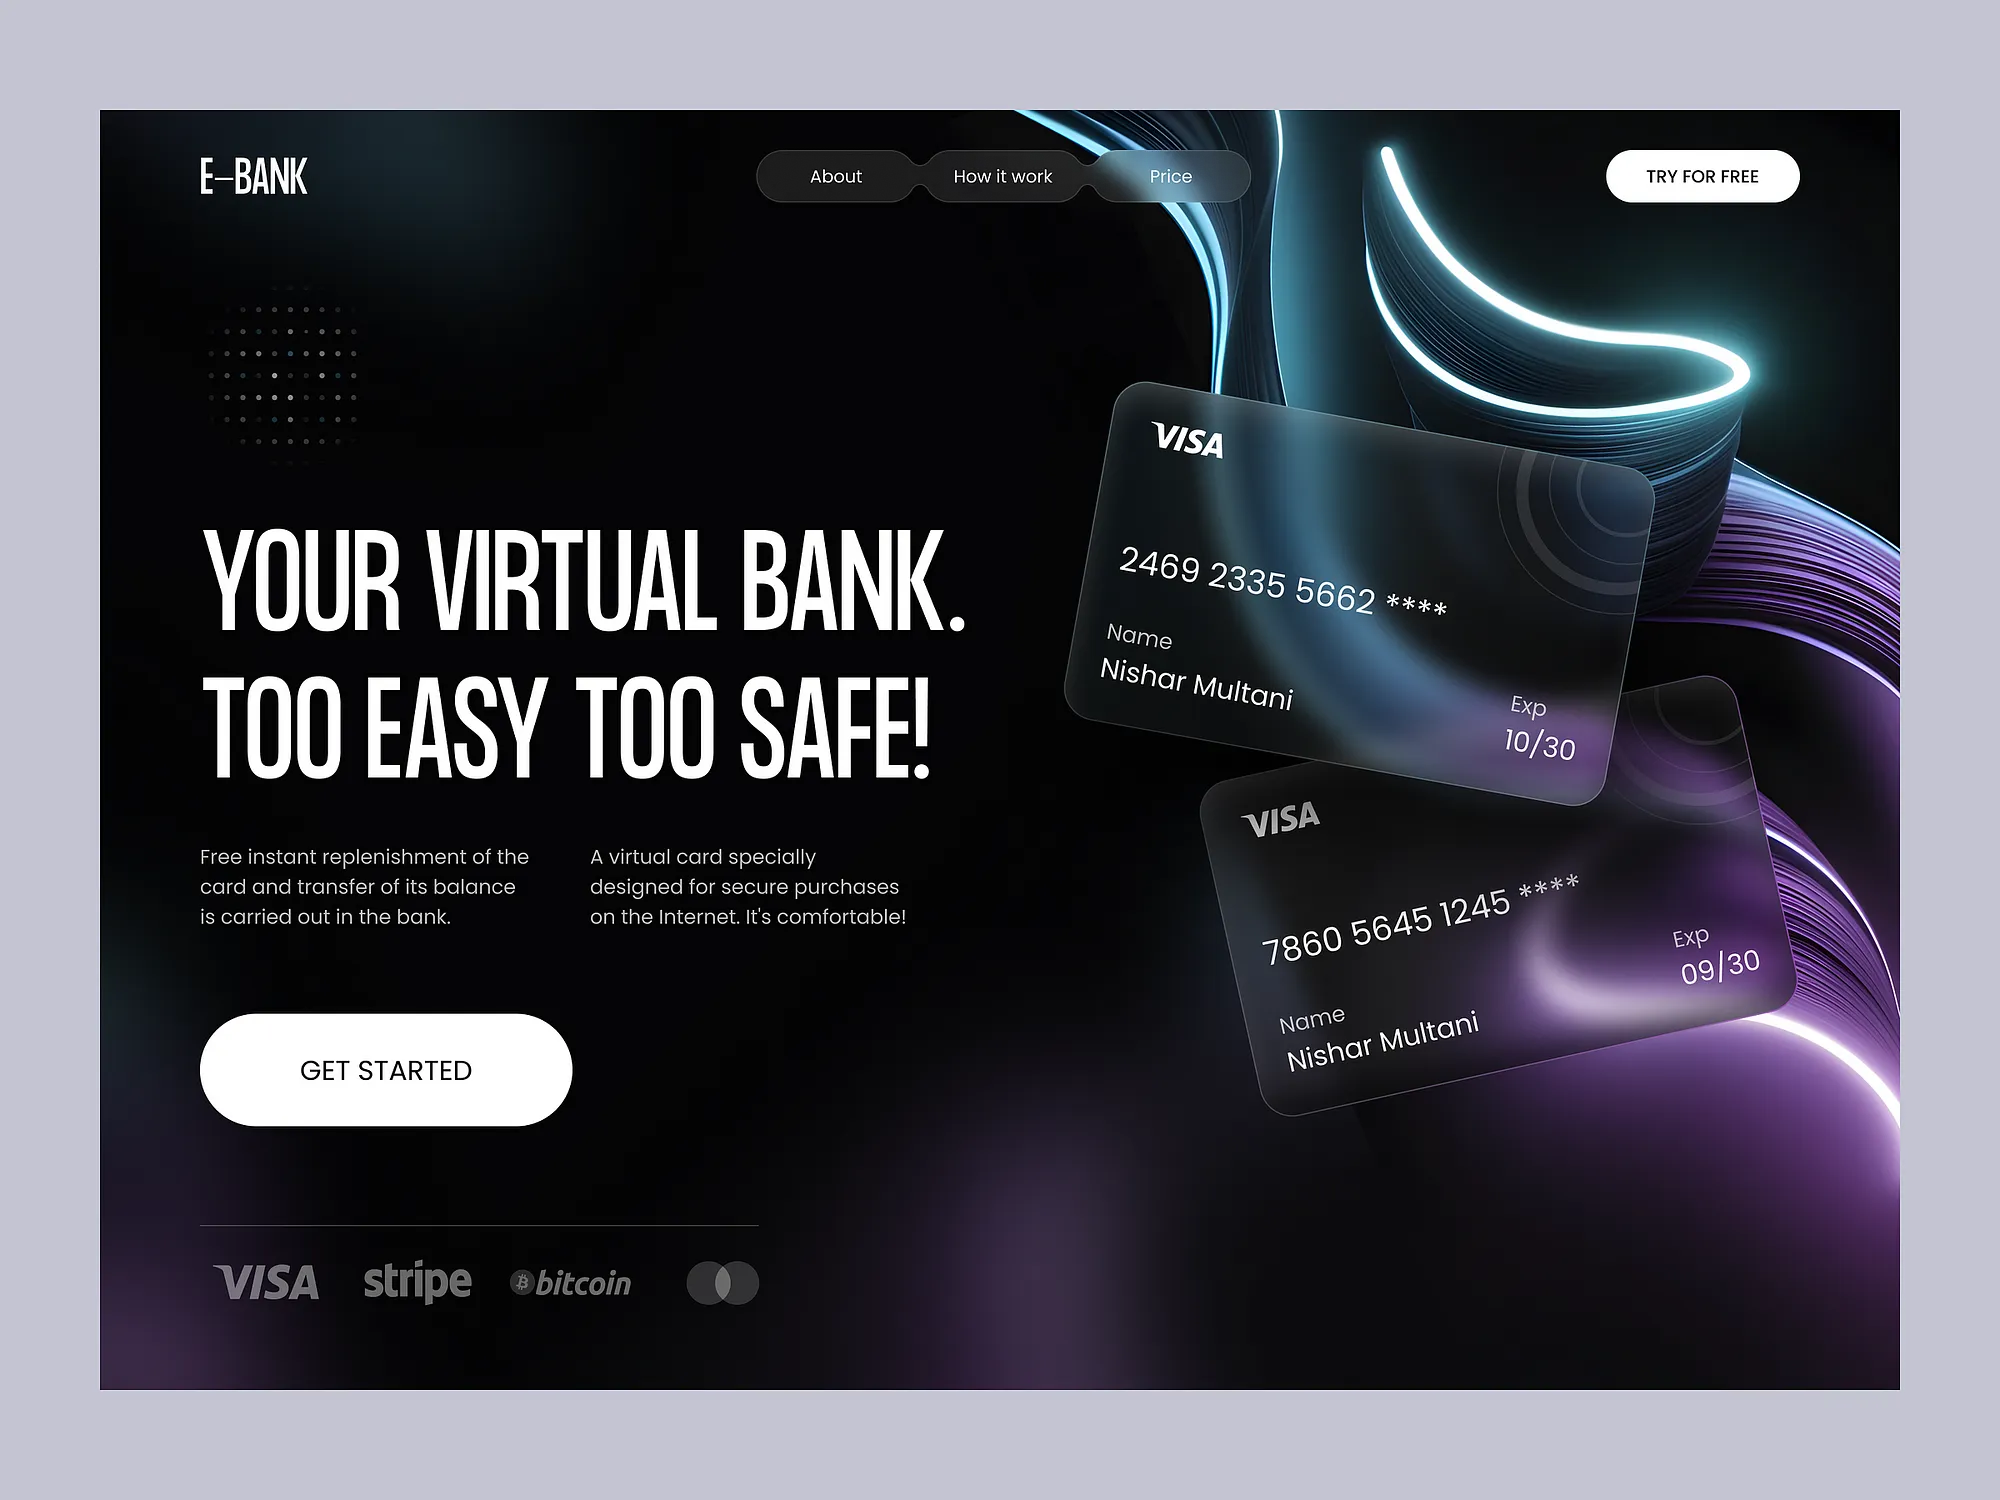 E–BANK
About
How it work
Price
TRY FOR FREE
YOUR VIRTUAL BANK.
TOO EASY TOO SAFE!
Free instant replenishment of the
card and transfer of its balance
is carried out in the bank.
A virtual card specially
designed for secure purchases
on the Internet. It's comfortable!
GET STARTED
VISA
stripe
bitcoin
VISA
2469 2335 5662 ****
Name
Nishar Multani
Exp
10/30
VISA
7860 5645 1245 ****
Name
Nishar Multani
Exp
09/30